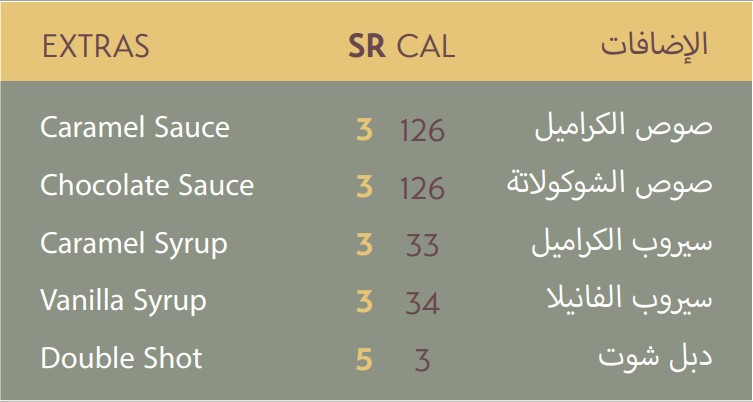 EXTRAS SR CAL الإضافات
Caramel Sauce 3 126 صوص الكراميل
Chocolate Sauce 3 126 صوص الشوكولاتة
Caramel Syrup 3 33 سيروب الكراميل
Vanilla Syrup 3 34 سيروب الفانيلا
Double Shot 5 3 دبل شوت